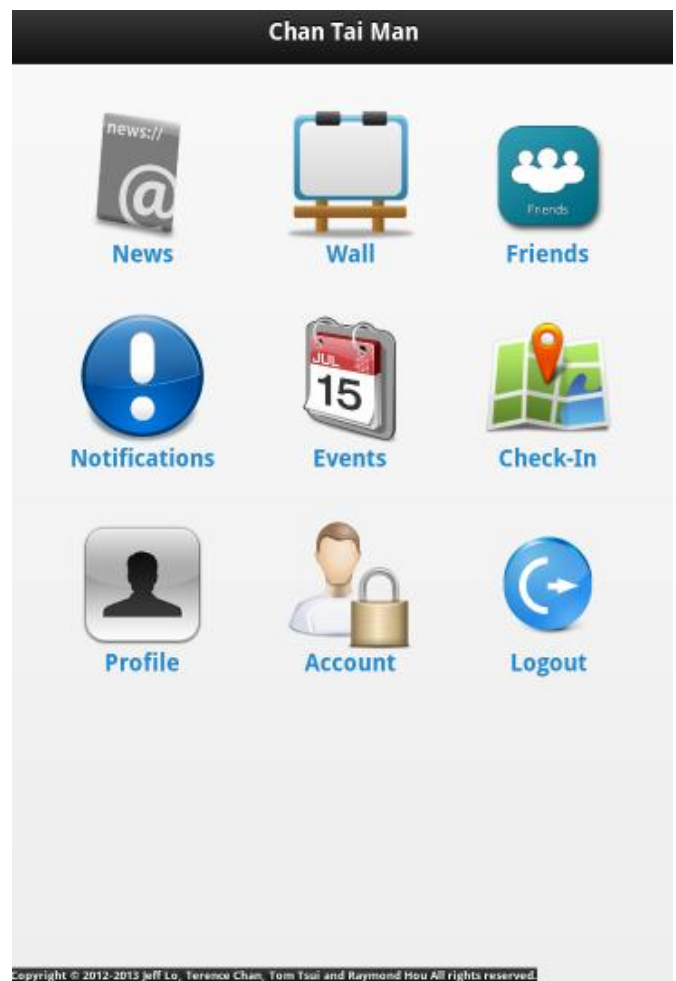 Chan Tai Man
news://
@
Friends
News Wall Friends
JUL
15
Notifications Events Check-In
Profile Account Logout
Copyright © 2012-2013 Jeff Lo, Terence Chan, Tom Tsui and Raymond Hou All rights reserved.